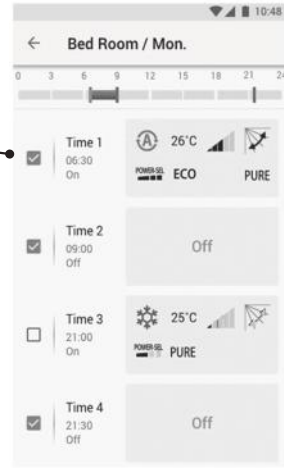 10:48
Bed Room / Mon.
0 3 6 9 12 15 18 21 24
Time 1
06:30
On
A 26°C
POWER-SEL ECO PURE
Time 2
09:00
Off
Off
Time 3
21:00
On
25°C
POWER-SEL PURE
Time 4
21:30
Off
Off